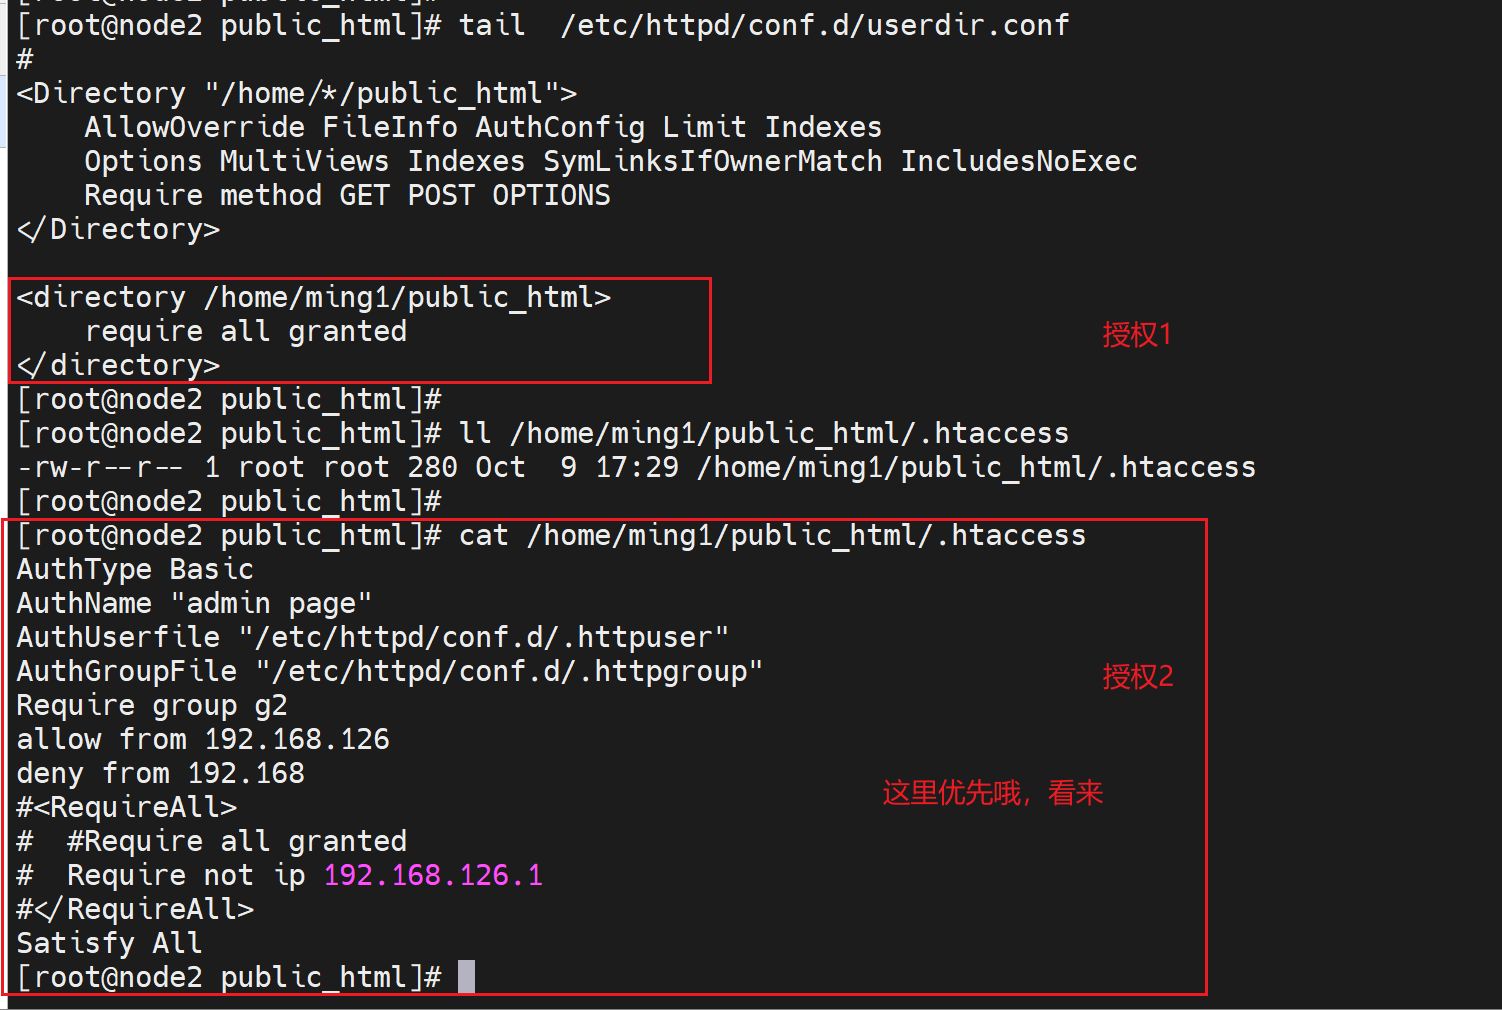 [root@node2 public_html]#
[root@node2 public_html]# tail  /etc/httpd/conf.d/userdir.conf
#
<Directory "/home/*/public_html">
    AllowOverride FileInfo AuthConfig Limit Indexes
    Options MultiViews Indexes SymLinksIfOwnerMatch IncludesNoExec
    Require method GET POST OPTIONS
</Directory>
<directory /home/ming1/public_html>
    require all granted
授权1
</directory>
[root@node2 public_html]#
[root@node2 public_html]# ll /home/ming1/public_html/.htaccess
-rw-r--r-- 1 root root 280 Oct  9 17:29 /home/ming1/public_html/.htaccess
[root@node2 public_html]#
[root@node2 public_html]# cat /home/ming1/public_html/.htaccess
AuthType Basic
AuthName "admin page"
AuthUserfile "/etc/httpd/conf.d/.httpuser"
AuthGroupFile "/etc/httpd/conf.d/.httpgroup"
授权2
Require group g2
allow from 192.168.126
deny from 192.168
这里优先哦，看来
#<RequireAll>
#  #Require all granted
#  Require not ip 192.168.126.1
#</RequireAll>
Satisfy All
[root@node2 public_html]#